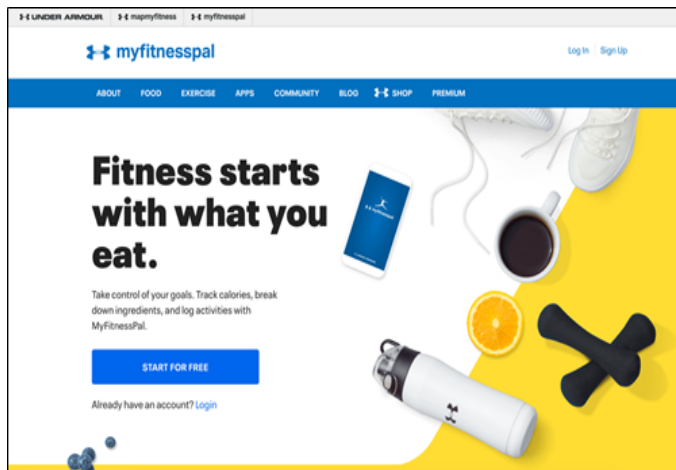 UNDER ARMOUR mapmyfitness myfitnesspal
myfitnesspal
Log In Sign Up
ABOUT FOOD EXERCISE APPS COMMUNITY BLOG SHOP PREMIUM
Fitness starts
with what you
eat.
Take control of your goals. Track calories, break
down ingredients, and log activities with
MyFitnessPal.
START FOR FREE
Already have an account? Login
myfitnesspal